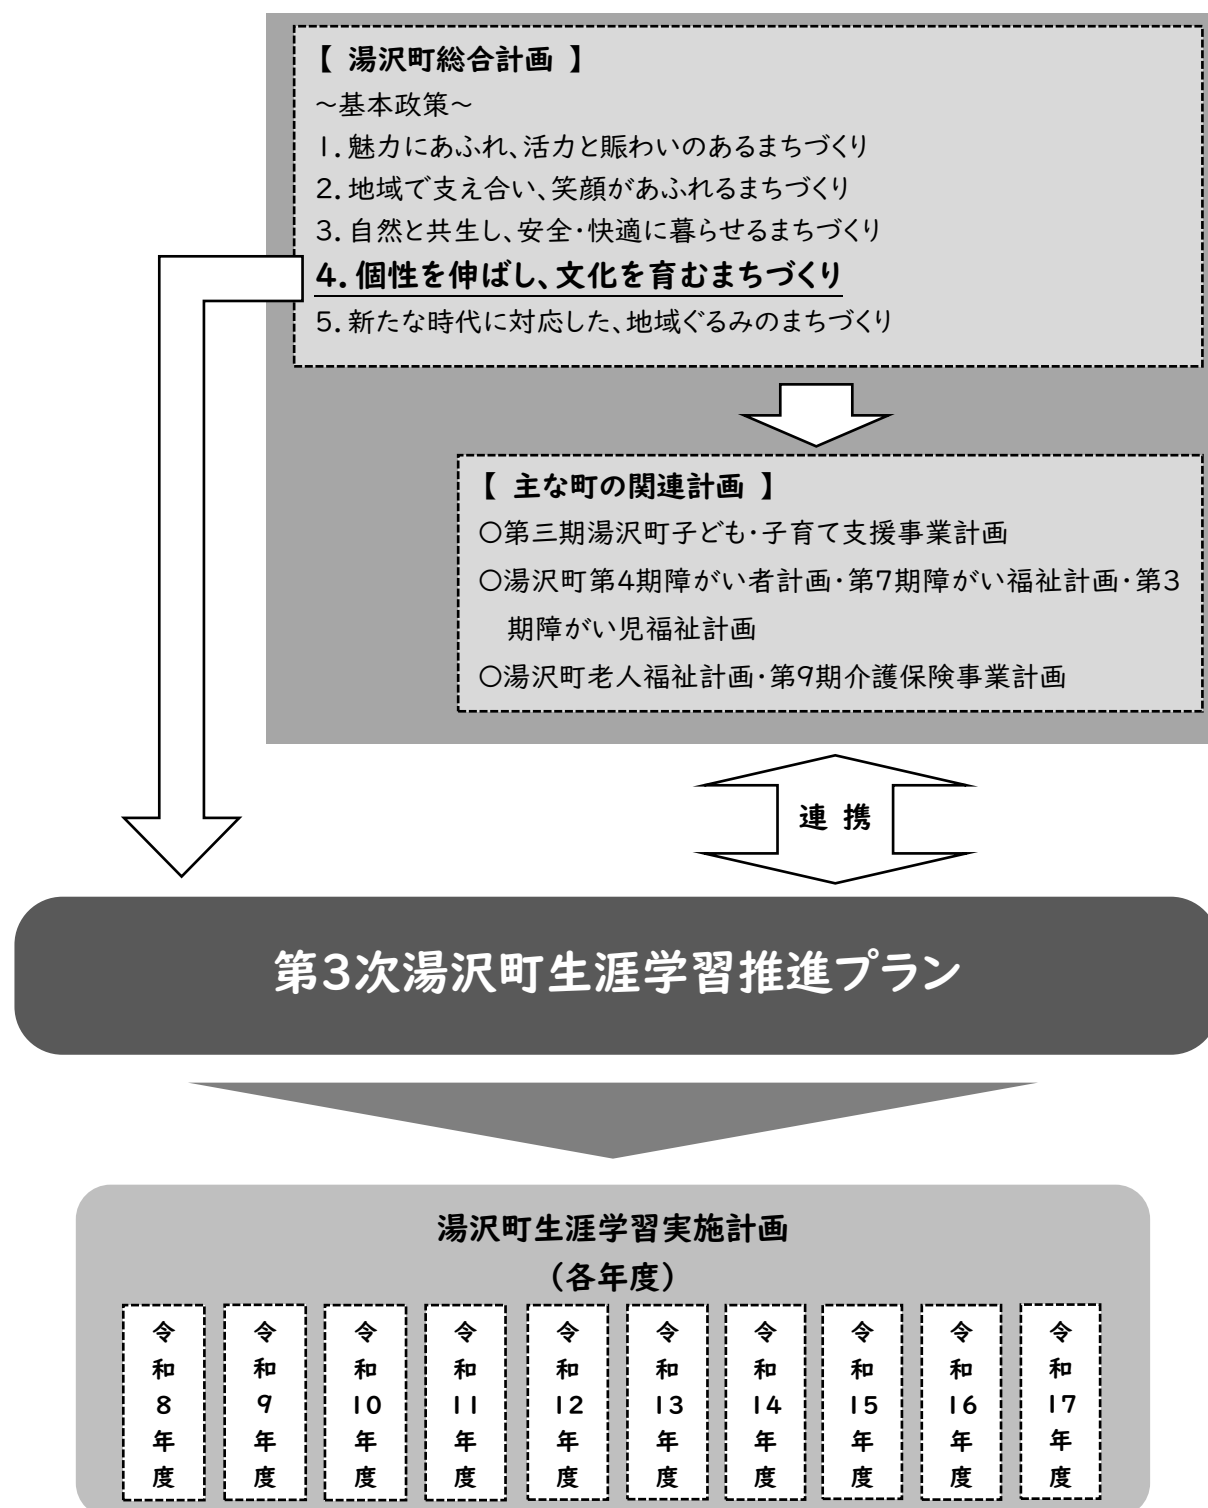 【 湯沢町総合計画 】
～基本政策～
1．魅力にあふれ、活力と賑わいのあるまちづくり
2．地域で支え合い、笑顔があふれるまちづくり
3．自然と共生し、安全・快適に暮らせるまちづくり
4．個性を伸ばし、文化を育むまちづくり
5．新たな時代に対応した、地域ぐるみのまちづくり
【 主な町の関連計画 】
○第三期湯沢町子ども・子育て支援事業計画
○湯沢町第4期障がい者計画・第7期障がい福祉計画・第3
期障がい児福祉計画
○湯沢町老人福祉計画・第9期介護保険事業計画
連 携
第3次湯沢町生涯学習推進プラン
湯沢町生涯学習実施計画
（各年度）
令和8年度
令和9年度
令和10年度
令和11年度
令和12年度
令和13年度
令和14年度
令和15年度
令和16年度
令和17年度